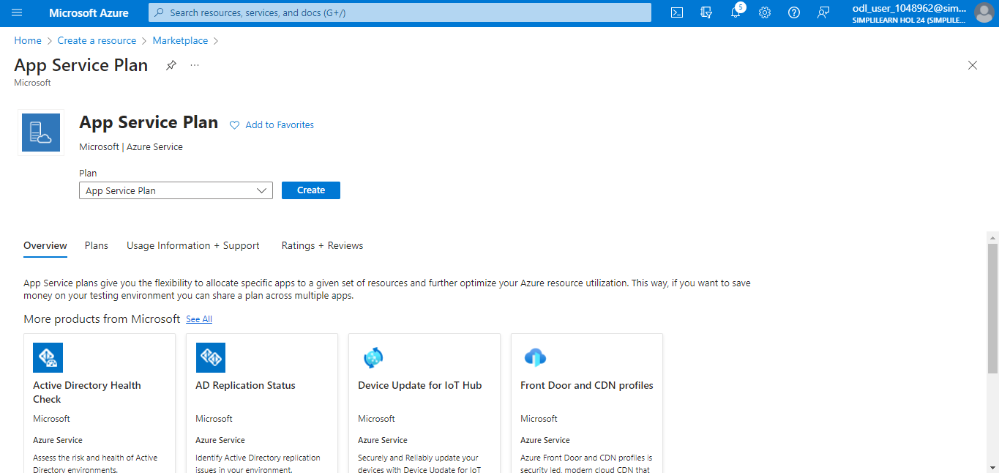 Microsoft Azure
Search resources, services, and docs (G+/)
5
odl_user_1048962@sim...
SIMPLILEARN HOL 24 (SIMPLILE...
Home > Create a resource > Marketplace >
App Service Plan ...
Microsoft
App Service Plan
Add to Favorites
Microsoft | Azure Service
Plan
App Service Plan
Create
Overview Plans Usage Information + Support Ratings + Reviews
App Service plans give you the flexibility to allocate specific apps to a given set of resources and further optimize your Azure resource utilization. This way, if you want to save
money on your testing environment you can share a plan across multiple apps.
More products from Microsoft See All
Active Directory Health
Check
Microsoft
Azure Service
Assess the risk and health of Active
Directory environments.
AD Replication Status
Microsoft
Azure Service
Identify Active Directory replication
issues in your environment.
Device Update for IoT Hub
Microsoft
Azure Service
Securely and Reliably update your
devices with Device Update for IoT
Front Door and CDN profiles
Microsoft
Azure Service
Azure Front Door and CDN profiles is
security led, modern cloud CDN that